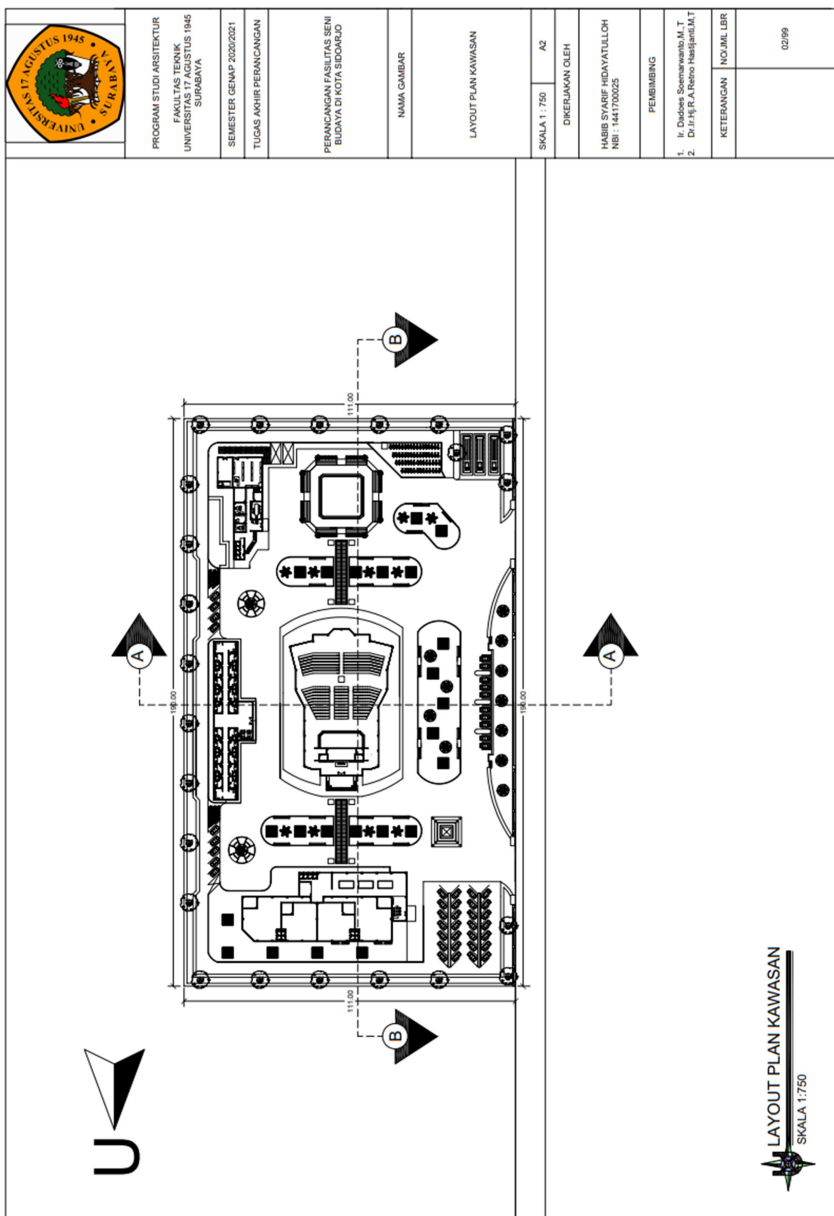 UNIVERSITAS 17 AGUSTUS 1945
SURABAYA
PROGRAM STUDI ARSITEKTUR
FAKULTAS TEKNIK
UNIVERSITAS 17 AGUSTUS 1945
SURABAYA
SEMESTER GENAP 2020/2021
TUGAS AKHIR PERANCANGAN
PERANCANGAN FASILITAS SENI
BUDAYA DI KOTA SIDOARJO
NAMA GAMBAR
LAYOUT PLAN KAWASAN
SKALA 1 : 750
A2
DIKERJAKAN OLEH
HABIB SYARIF HIDAYATULLOH
NBI : 1441700025
PEMBIMBING
1. Ir. Dadoes Soemarwanto,M.,T
2. Dr.Ir.Hj.R.A.Retno Hastijanti,M.T
KETERANGAN
NO/JML LBR
02/99
U
A
A
B
B
190.00
190.00
111.00
111.00
LAYOUT PLAN KAWASAN
SKALA 1:750